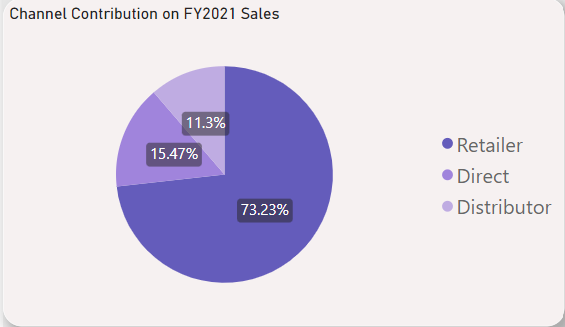 Channel Contribution on FY2021 Sales
11.3%
15.47%
73.23%
Retailer
Direct
Distributor